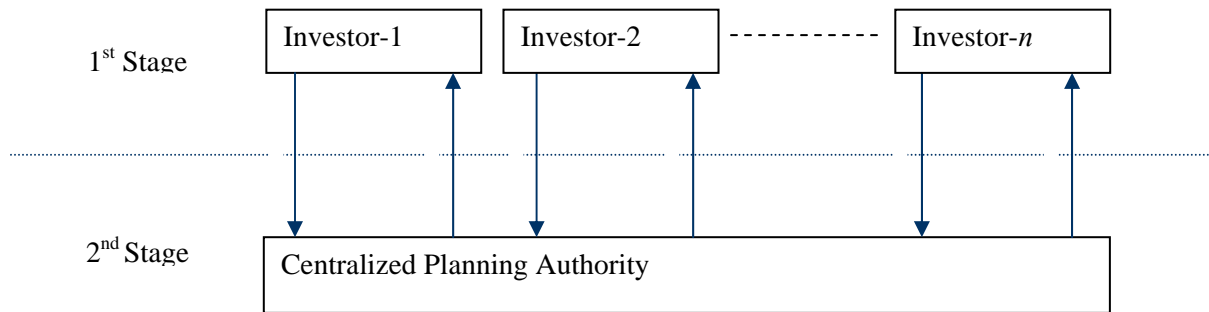 Investor-1
Investor-2
Investor-n
1st Stage
2nd Stage
Centralized Planning Authority